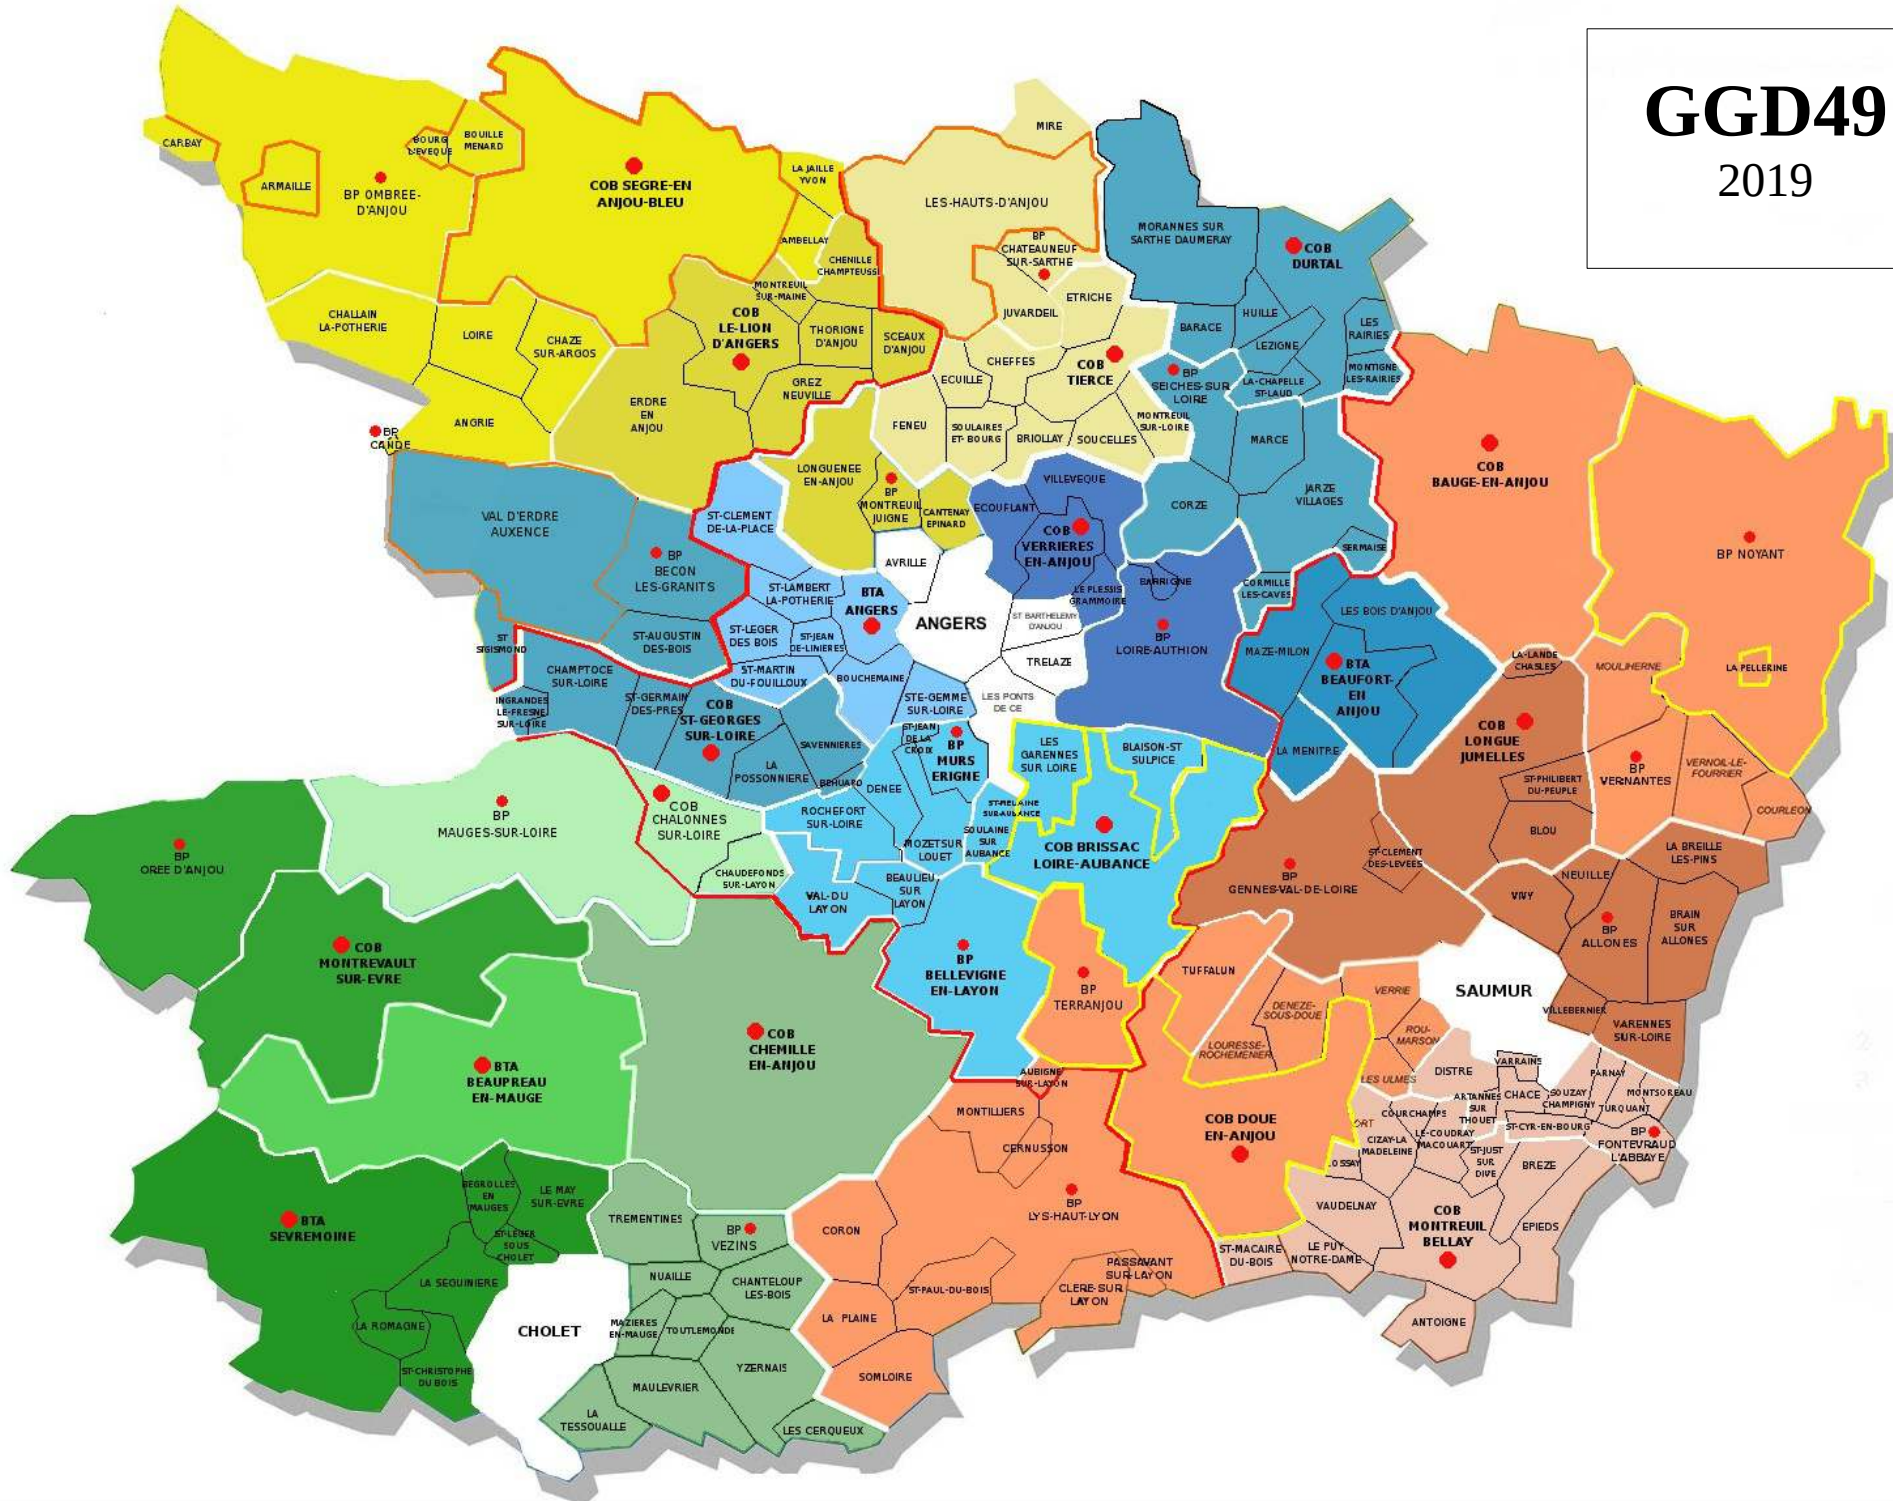 GGD49
2019
CARBAY
ARMAILLE
BOURG
L'EVEQUE
BOUILLE
MENARD
BP OMBREE-
D'ANJOU
COB SEGRE-EN
ANJOU-BLEU
LA JAILLE
YVON
AMBELLAY
CHENILLE
CHAMPTEUSS
MIRE
LES-HAUTS-D'ANJOU
BP
CHATEAUNEUF
SUR-SARTHE
JUVARDEIL
ETRICHE
MORANNES SUR
SARTHE DAUMERAY
COB
DURTAL
CHALLAIN
LA-POTHERIE
LOIRE
CHAZE
SUR-ARGOS
ANGRIE
BP
CANDE
MONTREUIL
SUR-MAINE
COB
LE-LION
D'ANGERS
THORIGNE
D'ANJOU
SCEAUX
D'ANJOU
GREZ
NEUVILLE
ERDRE
EN
ANJOU
CHEFFES
ECUILLE
COB
TIERCE
FENEU
SOULAIRES
ET-BOURG
BRIOLLAY
SOUCELLES
MONTREUIL
SUR-LOIRE
BARACE
HUILLE
LEZIGNE
LES
RAIRIES
MONTIGNE
LES-RAIRIES
BP
SEICHES-SUR
LOIRE
LA-CHAPELLE
ST-LAUD
MARCE
CORZE
JARZE
VILLAGES
SERMAISE
CORMILLE
LES-CAVES
COB
BAUGE-EN-ANJOU
BP NOYANT
LA PELLERINE
VAL D'ERDRE
AUXENCE
BP
BECON
LES-GRANITS
ST-AUGUSTIN
DES-BOIS
ST
SIGISMOND
ST-CLEMENT
DE-LA-PLACE
LONGUENEE
EN-ANJOU
BP
MONTREUIL
JUIGNE
CANTENAY
EPINARD
AVRILLE
ECOUFLANT
VILLEVEQUE
COB
VERRIERES
EN-ANJOU
LE PLESSIS
GRAMMOIRE
BARRIGNE
BP
LOIRE-AUTHION
ST-LAMBERT
LA-POTHERIE
BTA
ANGERS
ANGERS
ST BARTHELEMY
D'ANJOU
TRELAZE
ST-LEGER
DES BOIS
ST-JEAN
DE-LINIERES
ST-MARTIN
DU-FOUILLOUX
BOUCHEMAINE
STE-GEMME
SUR-LOIRE
LES PONTS
DE CE
MAZE-MILON
LES BOIS D'ANJOU
BTA
BEAUFORT-
EN
ANJOU
LA MENITRE
LA-LANDE
CHASLES
MOULIHERNE
COB
LONGUE
JUMELLES
ST-PHILIBERT
DU-PEUPLE
BLOU
BP
VERNANTES
VERNOIL-LE-
FOURRIER
COURLEON
CHAMPTOCE
SUR-LOIRE
INGRANDES
LE-FRESNE
SUR-LOIRE
ST-GERMAIN
DES-PRES
COB
ST-GEORGES
SUR-LOIRE
SAVENNIERES
LA
POSSONNIERE
BEHUARD
ST-JEAN
DE LA
CROIX
BP
MURS
ERIGNE
DENEE
ROCHEFORT
SUR-LOIRE
MOZET SUR
LOUET
ST-MELAINE
SUR-AUBANCE
SOULAINE
SUR
AUBANCE
LES
GARENNES
SUR LOIRE
BLAISON-ST
SULPICE
COB BRISSAC
LOIRE-AUBANCE
VAL-DU
LAYON
BEAULIEU
SUR
LAYON
BP
BELLEVIGNE
EN-LAYON
BP
TERRANJOU
BP
MAUGES-SUR-LOIRE
COB
CHALONNES
SUR-LOIRE
CHAUDEFONDS
SUR-LAYON
BP
OREE D'ANJOU
COB
MONTREVAULT
SUR-EVRE
BTA
BEAUPREAU
EN-MAUGE
COB
CHEMILLE
EN-ANJOU
BP
GENNES-VAL-DE-LOIRE
ST-CLEMENT
DES-LEVEES
VIVY
NEUILLE
LA BREILLE
LES-PINS
BP
ALLONES
BRAIN
SUR
ALLONES
VILLEBERNIER
VARENNES
SUR-LOIRE
SAUMUR
TUFFALUN
DENEZE-
SOUS-DOUE
LOURESSE-
ROCHEMENIER
VERRIE
ROU-
MARSON
LES ULMES
COB DOUE
EN-ANJOU
DISTRE
VARRAINS
CHACE
ARTANNES
SUR
THOUET
SOUZAY
CHAMPIGNY
PARNAY
TURQUANT
MONTSOREAU
BP
FONTEVRAUD
L'ABBAYE
ST-CYR-EN-BOURG
COURCHAMPS
ORT
CIZAY-LA
MADELEINE
LE-COUDRAY
MACOUART
ST-JUST
SUR
DIVE
BREZE
OSSAY
VAUDELNAY
COB
MONTREUIL
BELLAY
EPIEDS
LE PUY
NOTRE-DAME
ST-MACAIRE
DU-BOIS
ANTOIGNE
AUBIGNE
SUR-LAYON
MONTILLIERS
CERNUSSON
BP
LYS-HAUT-LYON
CORON
ST-PAUL-DU-BOIS
PASSAVANT
SUR-LAYON
CLERE-SUR
LAYON
LA PLAINE
SOMLOIRE
BTA
SEVREMOINE
BEGROLLES
EN
MAUGES
LE MAY
SUR-EVRE
ST-LEGER
SOUS
CHOLET
LA SEGUINIERE
LA ROMAGNE
ST-CHRISTOPHE
DU BOIS
CHOLET
TREMENTINES
BP
VEZINS
NUAILLE
CHANTELOUP
LES-BOIS
MAZIERES
EN-MAUGE
TOUTLEMONDE
YZERNAIS
MAULEVRIER
LA
TESSOUALLE
LES CERQUEUX